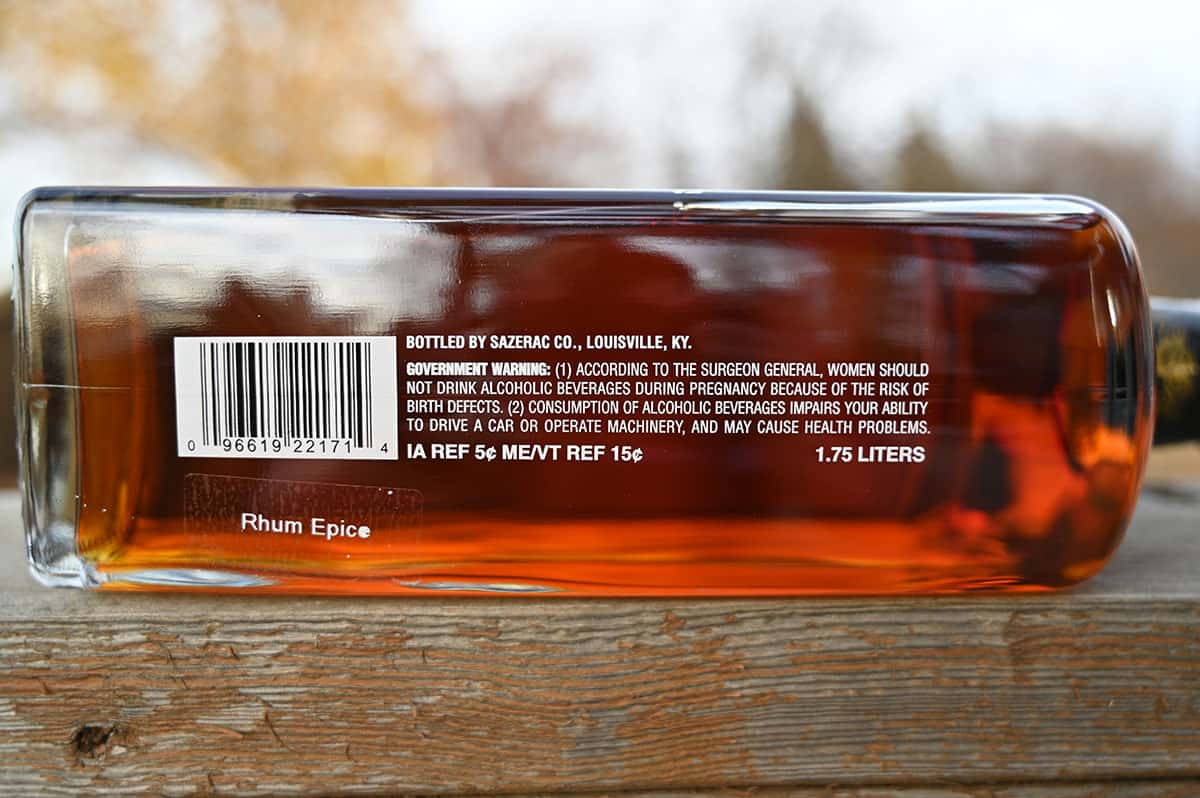 BOTTLED BY SAZERAC CO., LOUISVILLE, KY.
GOVERNMENT WARNING: (1) ACCORDING TO THE SURGEON GENERAL, WOMEN SHOULD
NOT DRINK ALCOHOLIC BEVERAGES DURING PREGNANCY BECAUSE OF THE RISK OF
BIRTH DEFECTS. (2) CONSUMPTION OF ALCOHOLIC BEVERAGES IMPAIRS YOUR ABILITY
TO DRIVE A CAR OR OPERATE MACHINERY, AND MAY CAUSE HEALTH PROBLEMS.
IA REF 5¢ ME/VT REF 15¢ 1.75 LITERS
0 96619 22171 4
Rhum Epice